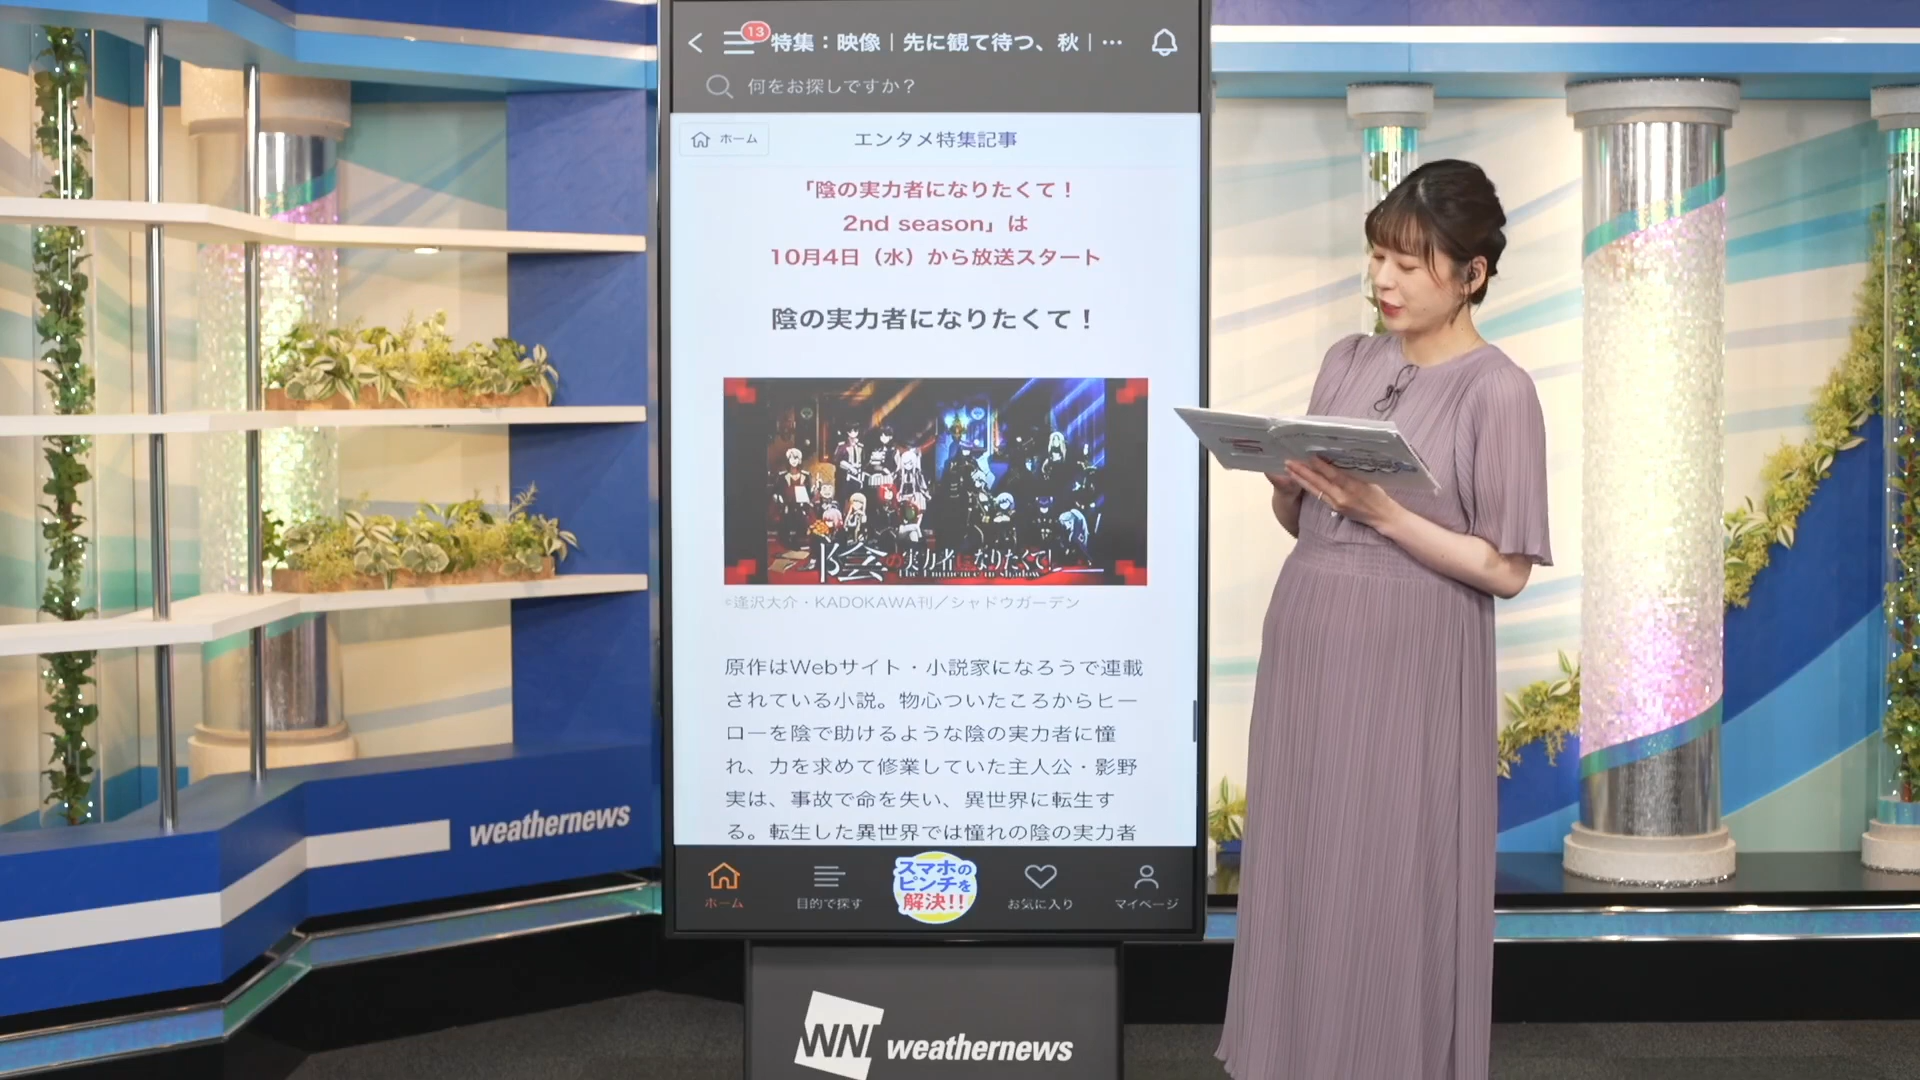 13
特集：映像｜先に観て待つ、秋｜…
何をお探しですか？
ホーム
エンタメ特集記事
「陰の実力者になりたくて！
2nd season」は
10月4日（水）から放送スタート
陰の実力者になりたくて！
陰の実力者になりたくて！
The Eminence in Shadow
©逢沢大介・KADOKAWA刊／シャドウガーデン
原作はWebサイト・小説家になろうで連載
されている小説。物心ついたころからヒー
ローを陰で助けるような陰の実力者に憧
れ、力を求めて修業していた主人公・影野
実は、事故で命を失い、異世界に転生す
る。転生した異世界では憧れの陰の実力者
ホーム
目的で探す
スマホの
ピンチを
解決!!
お気に入り
マイページ
weathernews
WNI weathernews